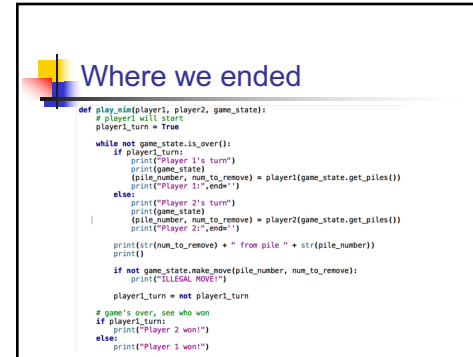 Where we ended
def play_nim(player1, player2, game_state):
    # player1 will start
    player1_turn = True

    while not game_state.is_over():
        if player1_turn:
            print("Player 1's turn")
            print(game_state)
            (pile_number, num_to_remove) = player1(game_state.get_piles())
            print("Player 1:",end='')
        else:
            print("Player 2's turn")
            print(game_state)
            (pile_number, num_to_remove) = player2(game_state.get_piles())
            print("Player 2:",end='')

        print(str(num_to_remove) + " from pile " + str(pile_number))
        print()

        if not game_state.make_move(pile_number, num_to_remove):
            print("ILLEGAL MOVE!")

        player1_turn = not player1_turn

    # game's over, see who won
    if player1_turn:
        print("Player 2 won!")
    else:
        print("Player 1 won!")